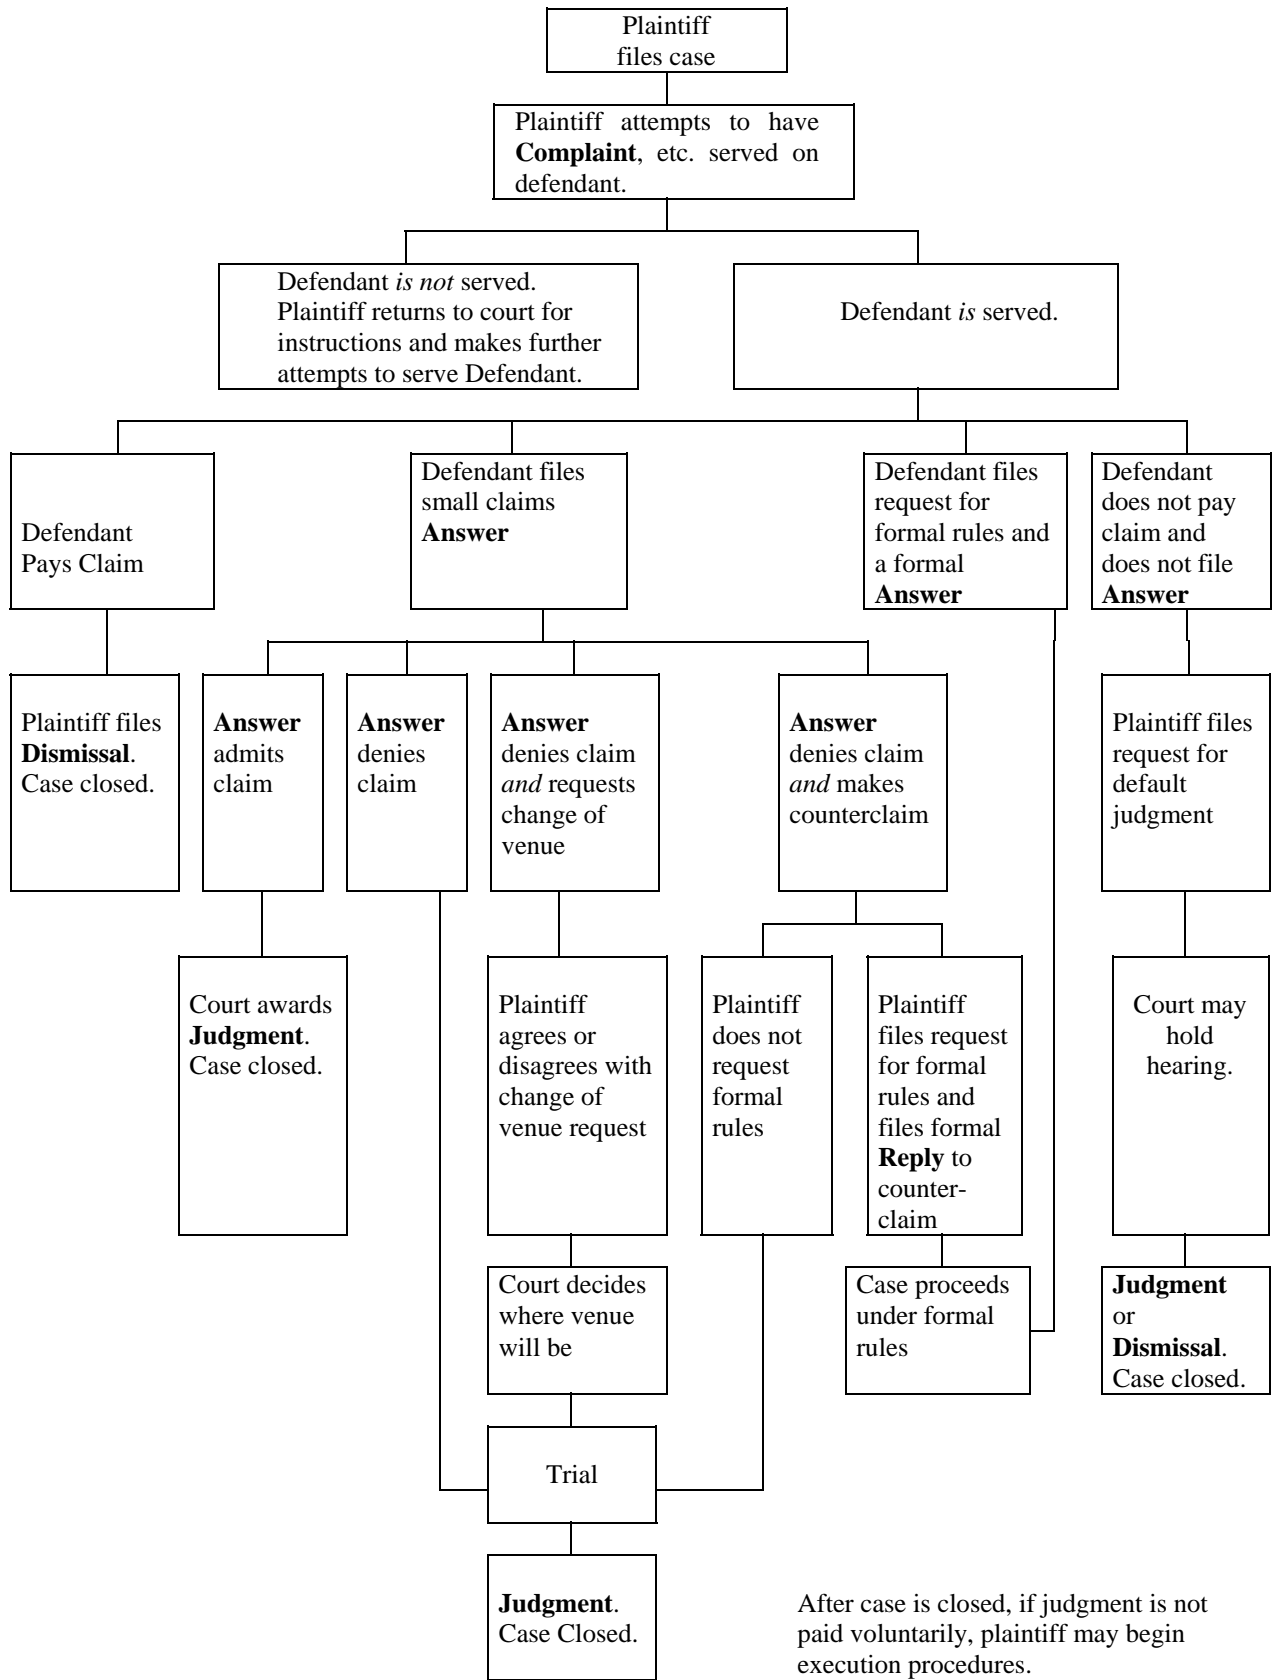 Plaintiff
files case
Plaintiff attempts to have
Complaint, etc. served on
defendant.
Defendant is not served.
Plaintiff returns to court for
instructions and makes further
attempts to serve Defendant.
Defendant is served.
Defendant
Pays Claim
Defendant files
small claims
Answer
Defendant files
request for
formal rules and
a formal
Answer
Defendant
does not pay
claim and
does not file
Answer
Plaintiff files
Dismissal.
Case closed.
Answer
admits
claim
Answer
denies
claim
Answer
denies claim
and requests
change of
venue
Answer
denies claim
and makes
counterclaim
Plaintiff files
request for
default
judgment
Court awards
Judgment.
Case closed.
Plaintiff
agrees or
disagrees with
change of
venue request
Plaintiff
does not
request
formal
rules
Plaintiff
files request
for formal
rules and
files formal
Reply to
counter-
claim
Court may
hold
hearing.
Court decides
where venue
will be
Case proceeds
under formal
rules
Judgment
or
Dismissal.
Case closed.
Trial
Judgment.
Case Closed.
After case is closed, if judgment is not
paid voluntarily, plaintiff may begin
execution procedures.